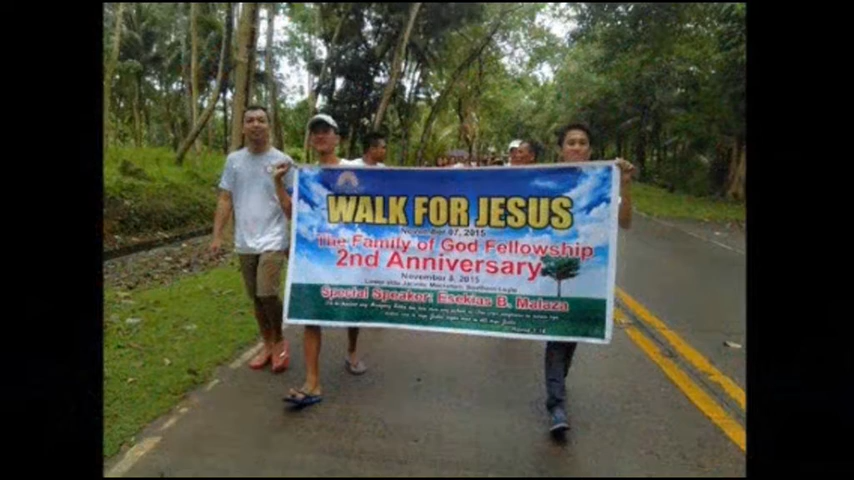 WALK FOR JESUS
November 07, 2015
The Family of God Fellowship
2nd Anniversary
November 8, 2015
Special Speaker: Esekias B. Malaza